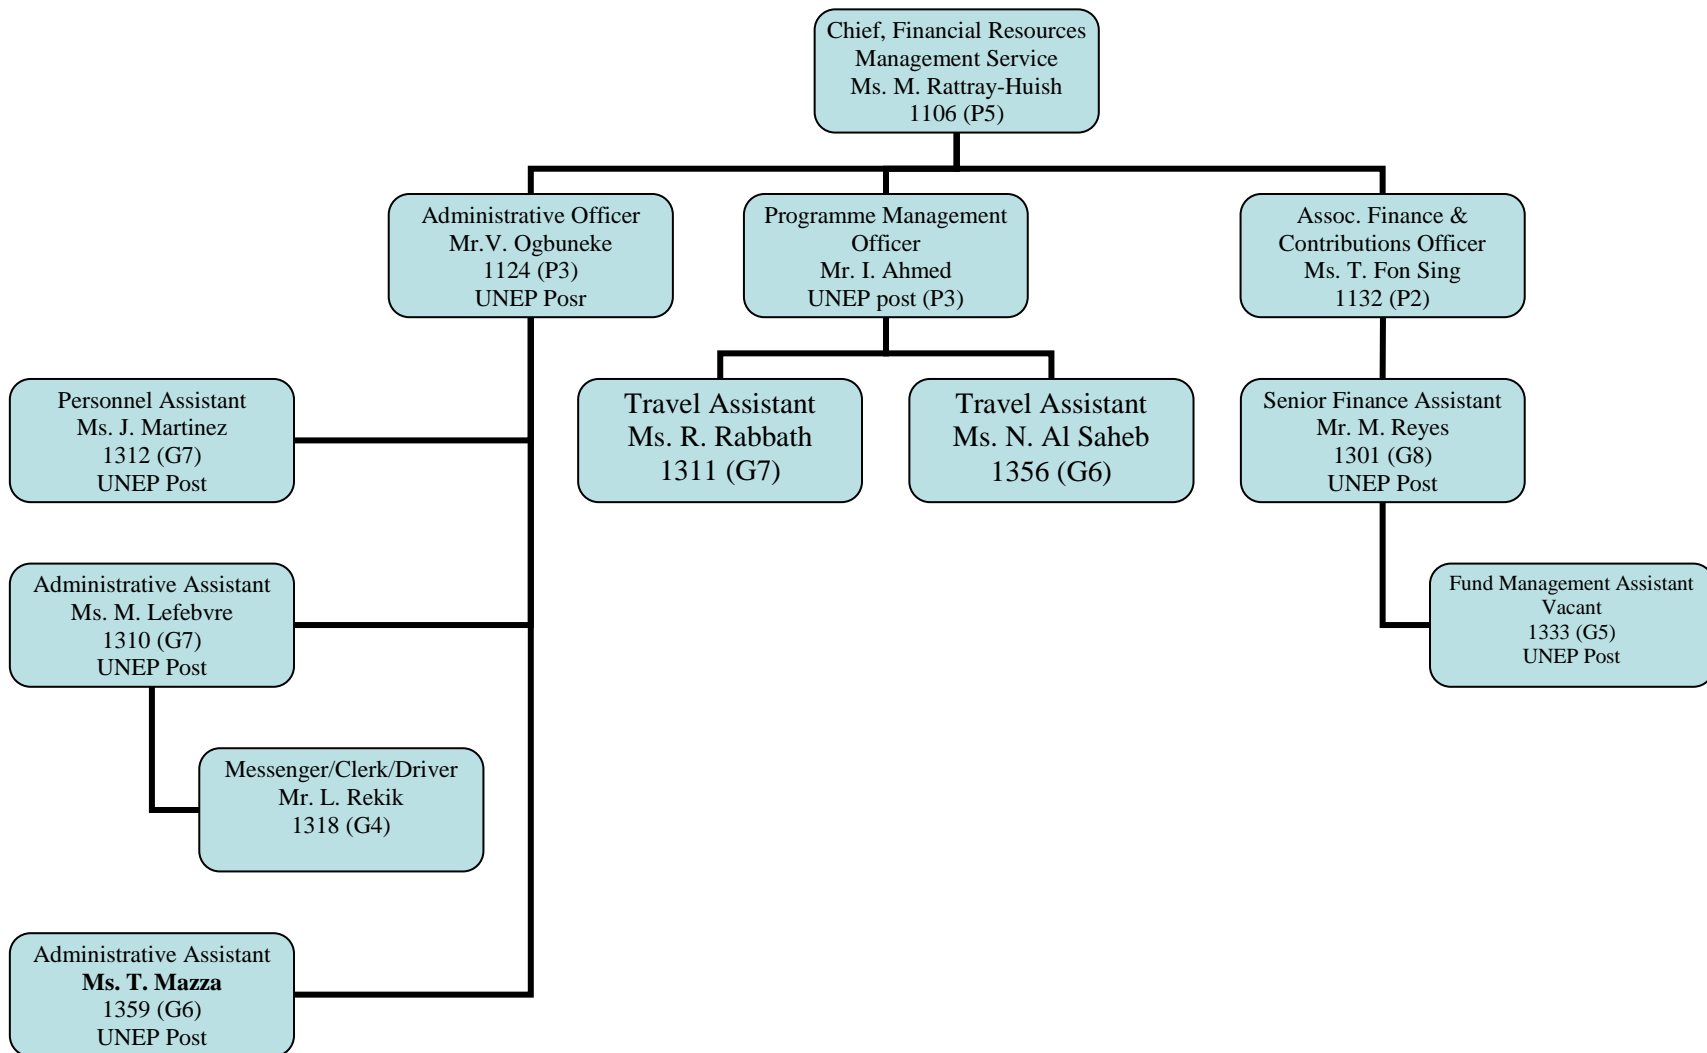 Chief, Financial Resources
Management Service
Ms. M. Rattray-Huish
1106 (P5)
Administrative Officer
Mr.V. Ogbuneke
1124 (P3)
UNEP Posr
Programme Management
Officer
Mr. I. Ahmed
UNEP post (P3)
Assoc. Finance &
Contributions Officer
Ms. T. Fon Sing
1132 (P2)
Personnel Assistant
Ms. J. Martinez
1312 (G7)
UNEP Post
Travel Assistant
Ms. R. Rabbath
1311 (G7)
Travel Assistant
Ms. N. Al Saheb
1356 (G6)
Senior Finance Assistant
Mr. M. Reyes
1301 (G8)
UNEP Post
Administrative Assistant
Ms. M. Lefebvre
1310 (G7)
UNEP Post
Fund Management Assistant
Vacant
1333 (G5)
UNEP Post
Messenger/Clerk/Driver
Mr. L. Rekik
1318 (G4)
Administrative Assistant
Ms. T. Mazza
1359 (G6)
UNEP Post